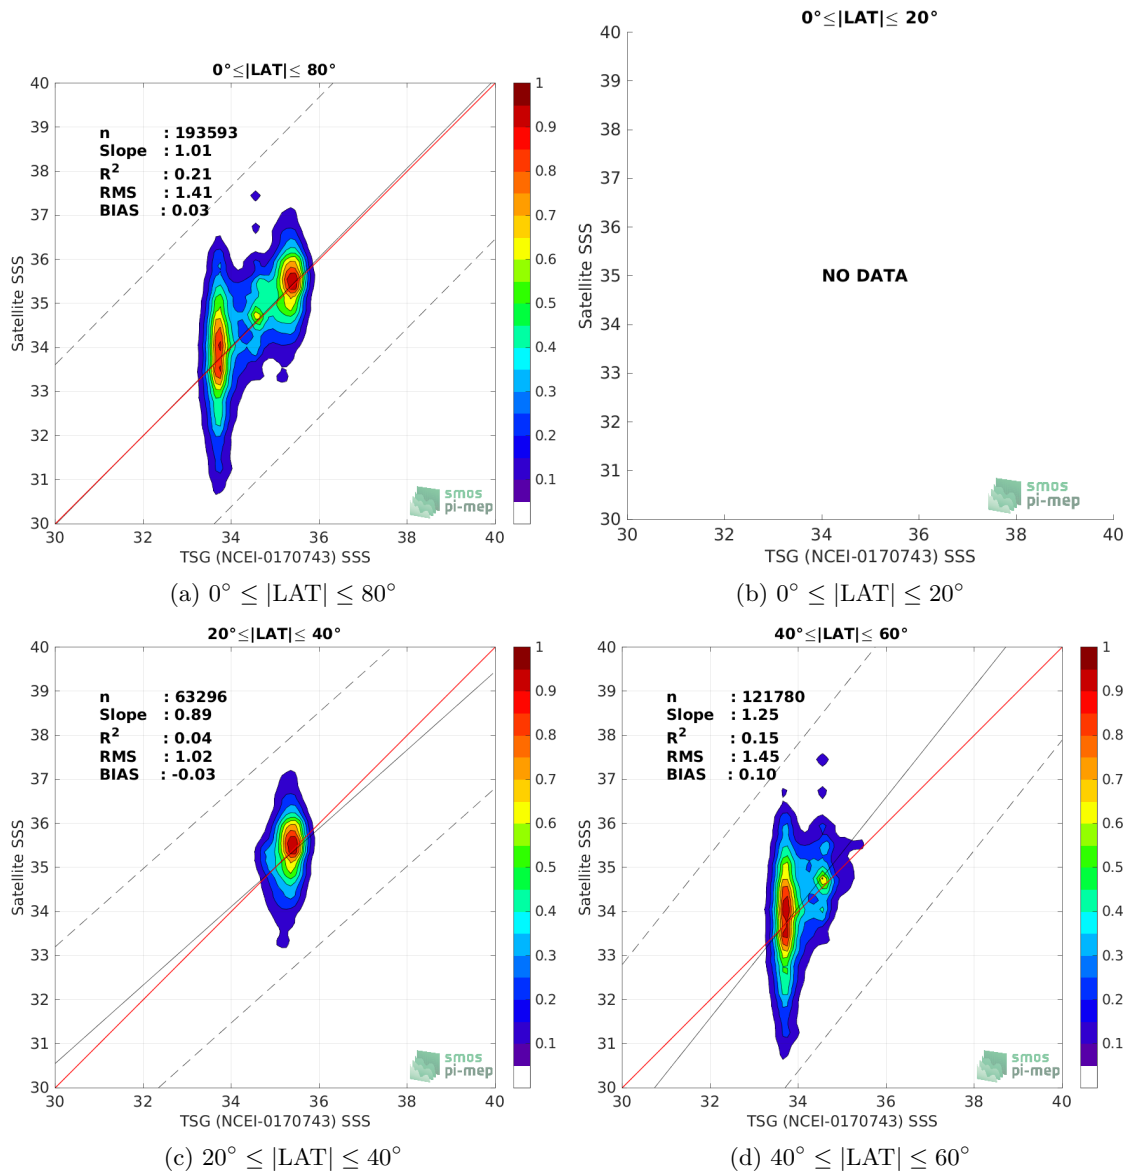 0°≤|LAT|≤ 80°
n : 193593
Slope : 1.01
R² : 0.21
RMS : 1.41
BIAS : 0.03
40
39
38
37
36
35
34
33
32
31
30
Satellite SSS
30 32 34 36 38 40
TSG (NCEI-0170743) SSS
1
0.9
0.8
0.7
0.6
0.5
0.4
0.3
0.2
0.1
smos
pi-mep
(a) 0° ≤ |LAT| ≤ 80°
0°≤|LAT|≤ 20°
40
39
38
37
36
35
34
33
32
31
30
Satellite SSS
NO DATA
30 32 34 36 38 40
TSG (NCEI-0170743) SSS
smos
pi-mep
(b) 0° ≤ |LAT| ≤ 20°
20°≤|LAT|≤ 40°
n : 63296
Slope : 0.89
R² : 0.04
RMS : 1.02
BIAS : -0.03
40
39
38
37
36
35
34
33
32
31
30
Satellite SSS
30 32 34 36 38 40
TSG (NCEI-0170743) SSS
1
0.9
0.8
0.7
0.6
0.5
0.4
0.3
0.2
0.1
smos
pi-mep
(c) 20° ≤ |LAT| ≤ 40°
40°≤|LAT|≤ 60°
n : 121780
Slope : 1.25
R² : 0.15
RMS : 1.45
BIAS : 0.10
40
39
38
37
36
35
34
33
32
31
30
Satellite SSS
30 32 34 36 38 40
TSG (NCEI-0170743) SSS
1
0.9
0.8
0.7
0.6
0.5
0.4
0.3
0.2
0.1
smos
pi-mep
(d) 40° ≤ |LAT| ≤ 60°